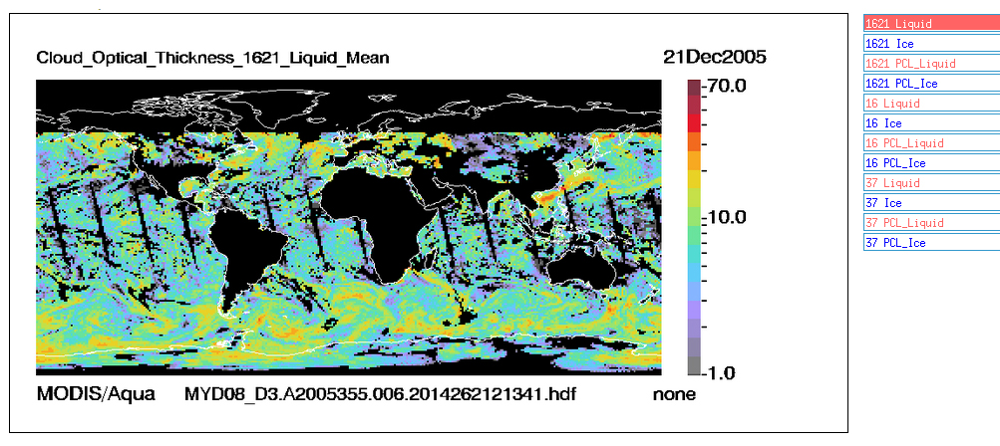 Cloud_Optical_Thickness_1621_Liquid_Mean 21Dec2005
70.0
10.0
1.0
MODIS/Aqua MYD08_D3.A2005355.006.2014262121341.hdf none
1621 Liquid
1621 Ice
1621 PCL_Liquid
1621 PCL_Ice
16 Liquid
16 Ice
16 PCL_Liquid
16 PCL_Ice
37 Liquid
37 Ice
37 PCL_Liquid
37 PCL_Ice